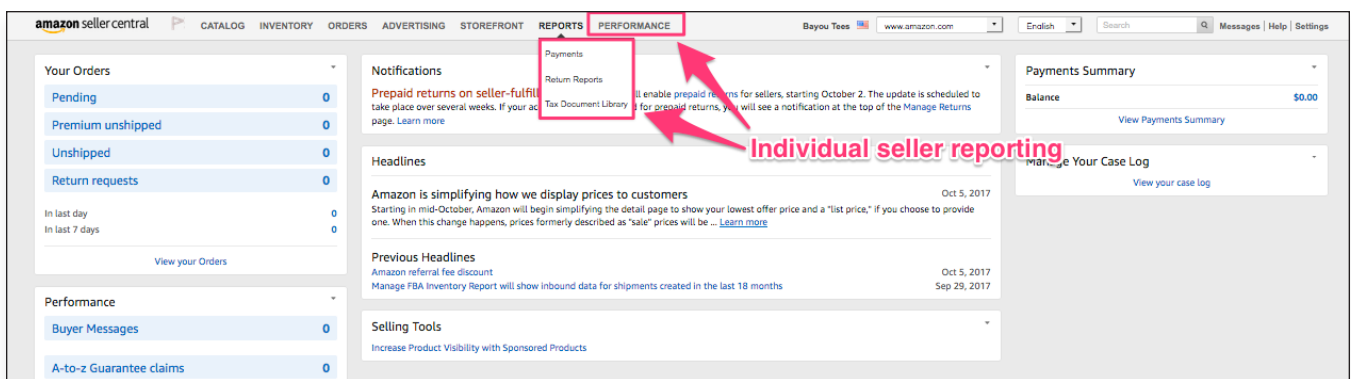 amazon seller central CATALOG INVENTORY ORDERS ADVERTISING STOREFRONT REPORTS PERFORMANCE Bayou Tees www.amazon.com English Search Messages | Help | Settings
Payments
Return Reports
Tax Document Library
Your Orders
Pending 0
Premium unshipped 0
Unshipped 0
Return requests 0
In last day 0
In last 7 days 0
View your Orders
Performance
Buyer Messages 0
A-to-z Guarantee claims 0
Notifications
Prepaid returns on seller-fulfill
ll enable prepaid returns for sellers, starting October 2. The update is scheduled to
take place over several weeks. If your ac d for prepaid returns, you will see a notification at the top of the Manage Returns
page. Learn more
Individual seller reporting
Headlines
Amazon is simplifying how we display prices to customers Oct 5, 2017
Starting in mid-October, Amazon will begin simplifying the detail page to show your lowest offer price and a "list price," if you choose to provide
one. When this change happens, prices formerly described as "sale" prices will be ... Learn more
Previous Headlines
Amazon referral fee discount Oct 5, 2017
Manage FBA Inventory Report will show inbound data for shipments created in the last 18 months Sep 29, 2017
Selling Tools
Increase Product Visibility with Sponsored Products
Payments Summary
Balance $0.00
View Payments Summary
Manage Your Case Log
View your case log